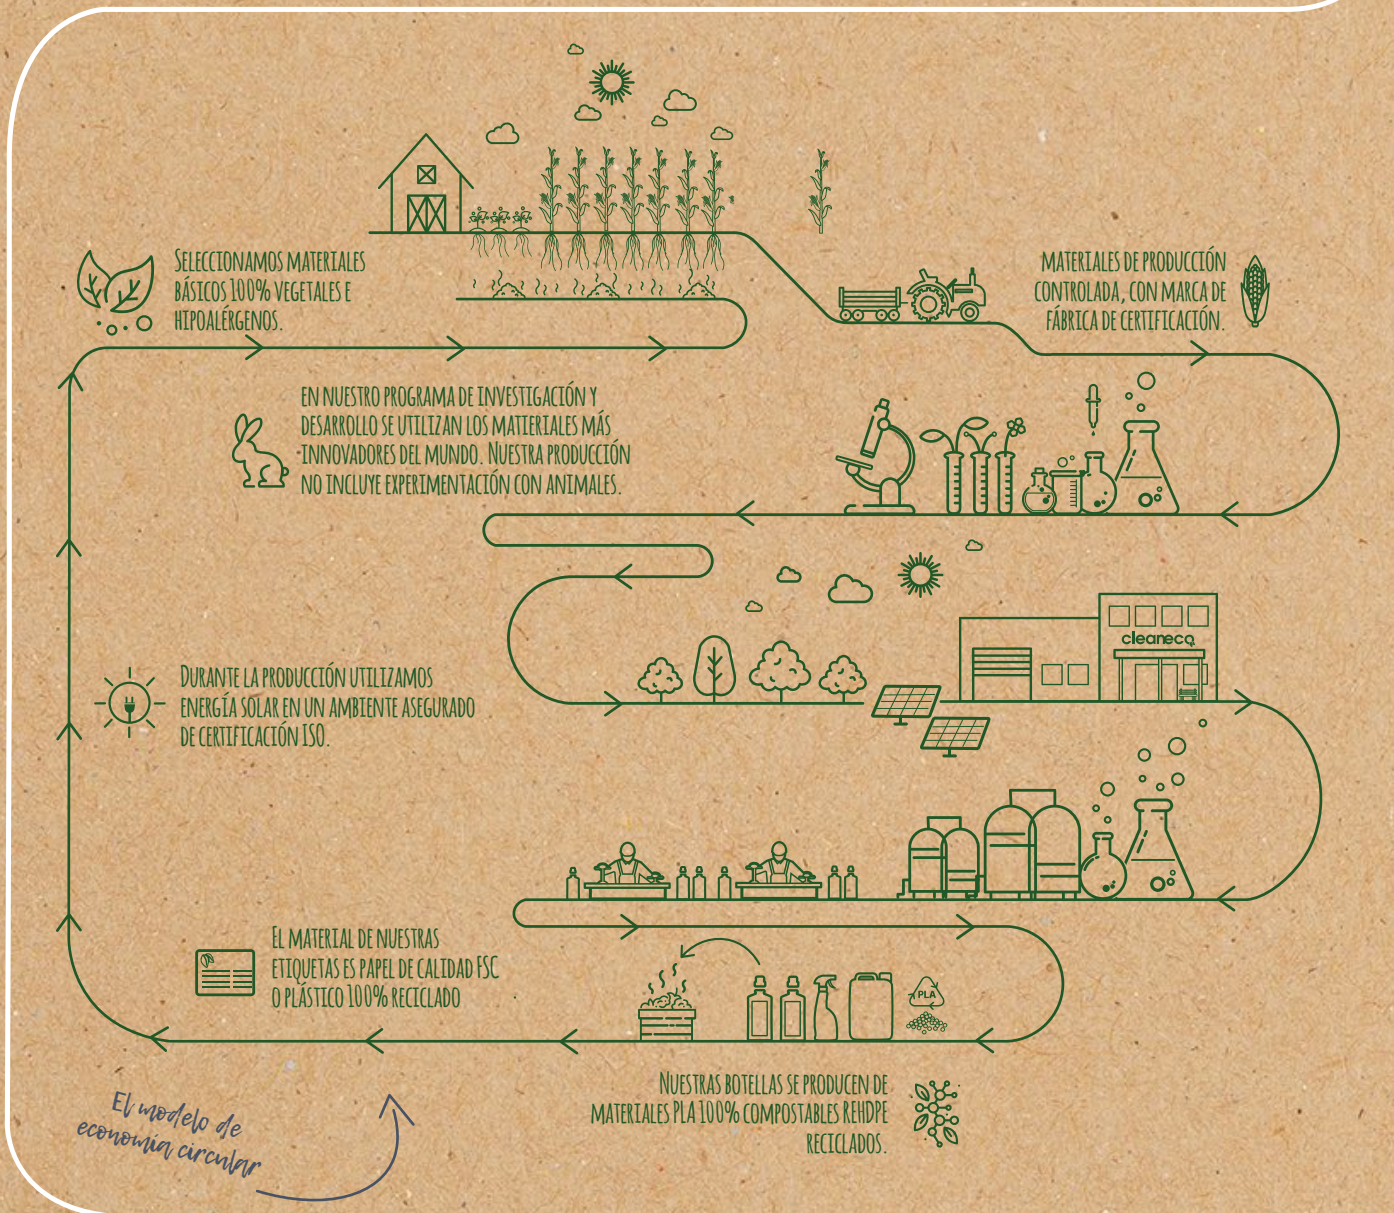 Seleccionamos materiales
básicos 100% vegetales e
hipoalérgenos.
materiales de producción
controlada, con marca de
fábrica de certificación.
en nuestro programa de investigación y
desarrollo se utilizan los matieriales más
innovadores del mundo. Nuestra producción
no incluye experimentación con animales.
cleaneco
Durante la producción utilizamos
energía solar en un ambiente asegurado
de certificación ISO.
El material de nuestras
etiquetas es papel de calidad FSC
o plástico 100% reciclado
PLA
Nuestras botellas se producen de
materiales PLA 100% compostables REHDPE
reciclados.
El modelo de
economía circular